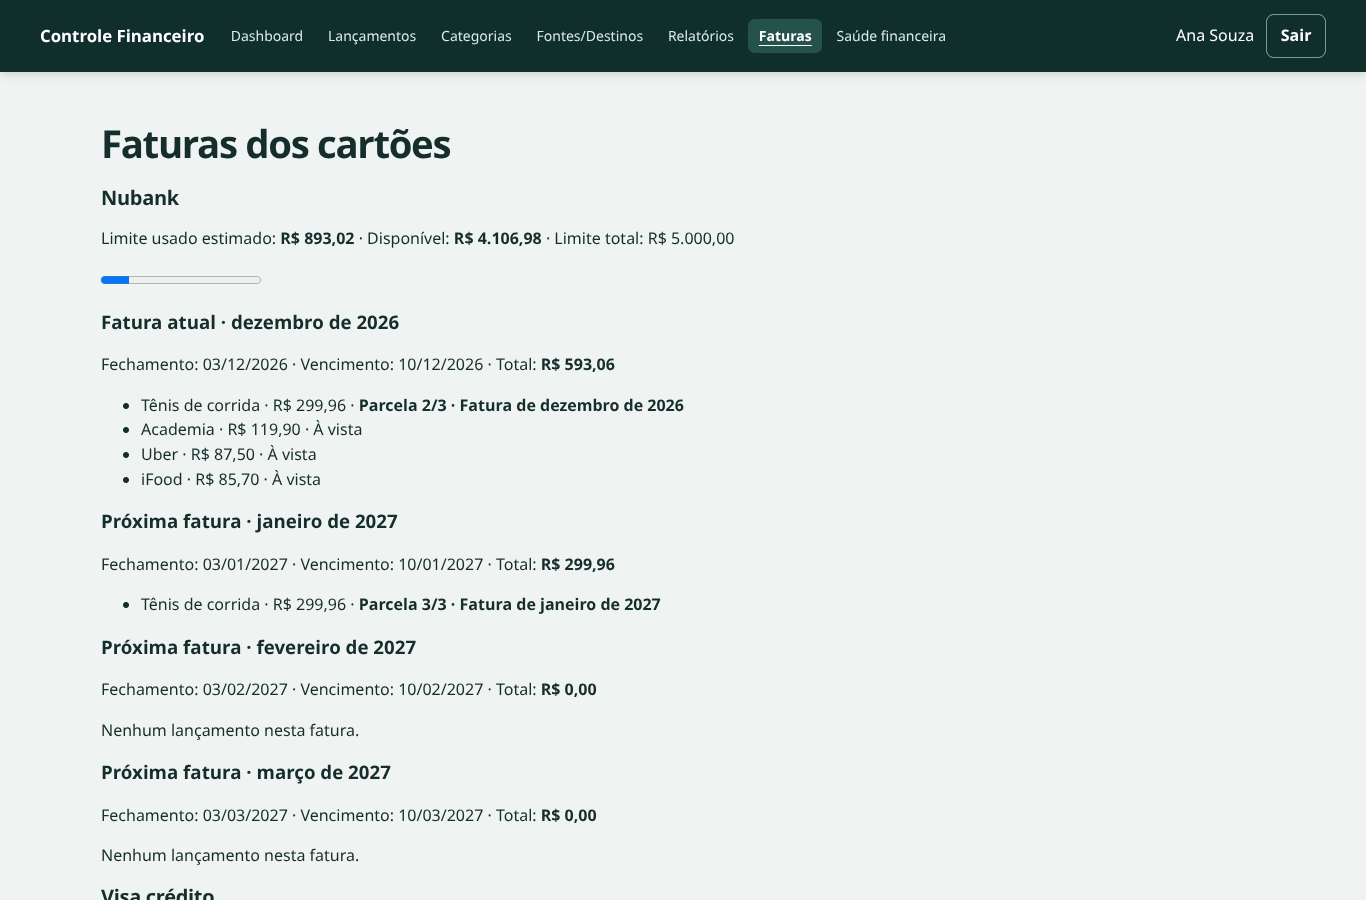 Controle Financeiro
Dashboard
Lançamentos
Categorias
Fontes/Destinos
Relatórios
Faturas
Saúde financeira
Ana Souza
Sair
Faturas dos cartões
Nubank
Limite usado estimado: R$ 893,02 · Disponível: R$ 4.106,98 · Limite total: R$ 5.000,00
Fatura atual · dezembro de 2026
Fechamento: 03/12/2026 · Vencimento: 10/12/2026 · Total: R$ 593,06
• Tênis de corrida · R$ 299,96 · Parcela 2/3 · Fatura de dezembro de 2026
• Academia · R$ 119,90 · À vista
• Uber · R$ 87,50 · À vista
• iFood · R$ 85,70 · À vista
Próxima fatura · janeiro de 2027
Fechamento: 03/01/2027 · Vencimento: 10/01/2027 · Total: R$ 299,96
• Tênis de corrida · R$ 299,96 · Parcela 3/3 · Fatura de janeiro de 2027
Próxima fatura · fevereiro de 2027
Fechamento: 03/02/2027 · Vencimento: 10/02/2027 · Total: R$ 0,00
Nenhum lançamento nesta fatura.
Próxima fatura · março de 2027
Fechamento: 03/03/2027 · Vencimento: 10/03/2027 · Total: R$ 0,00
Nenhum lançamento nesta fatura.
Visa crédito